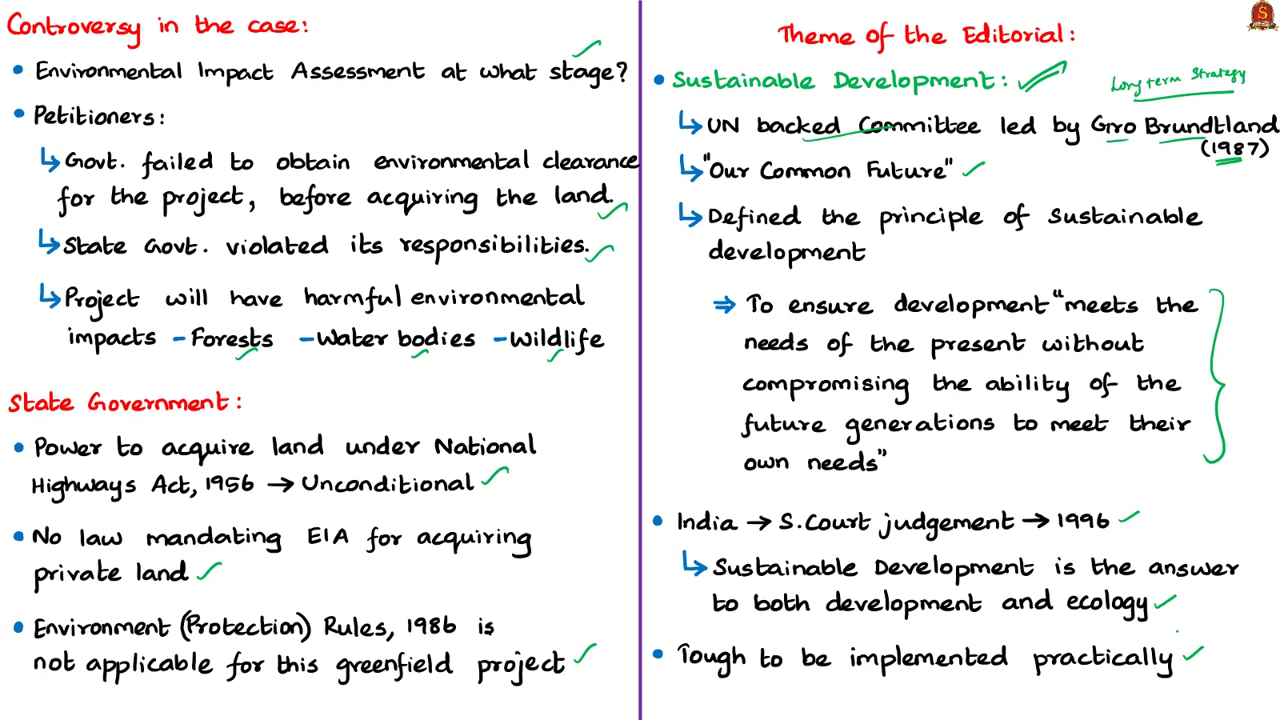 Controversy in the case:
• Environmental Impact Assessment at what stage?
• Petitioners:
↳ Govt. failed to obtain environmental clearance
for the project, before acquiring the land.
↳ State Govt. violated its responsibilities.
↳ Project will have harmful environmental
impacts - Forests - Water bodies - Wildlife
State Government:
• Power to acquire land under National
Highways Act, 1956 → Unconditional
• No law mandating EIA for acquiring
private land
• Environment (Protection) Rules, 1986 is
not applicable for this greenfield project
Theme of the Editorial:
• Sustainable Development:
Long term Strategy
↳ UN backed Committee led by Gro Brundtland
(1987)
↳ "Our Common Future"
↳ Defined the principle of sustainable
development
⇒ To ensure development "meets the
needs of the present without
compromising the ability of the
future generations to meet their
own needs"
• India → S.Court judgement → 1996
↳ Sustainable Development is the answer
to both development and ecology
• Tough to be implemented practically
S